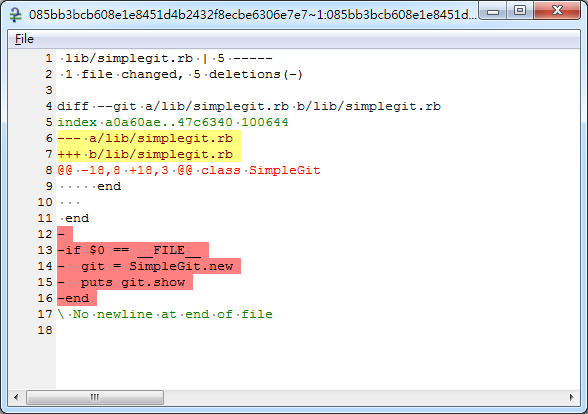 085bb3bcb608e1e8451d4b2432f8ecbe6306e7e7~1:085bb3bcb608e1e8451d...
File
1 ·lib/simplegit.rb·|·5·-----
2 ·1·file·changed,·5·deletions(-)
3
4 diff·--git·a/lib/simplegit.rb·b/lib/simplegit.rb
5 index·a0a60ae..47c6340·100644
6 ---·a/lib/simplegit.rb
7 +++·b/lib/simplegit.rb
8 @@·-18,8·+18,3·@@·class·SimpleGit
9 ·····end
10 ···
11 ·end
12 -
13 -if $0 == __FILE__
14 -  git = SimpleGit.new
15 -  puts git.show
16 -end
17 \·No·newline·at·end·of·file
18